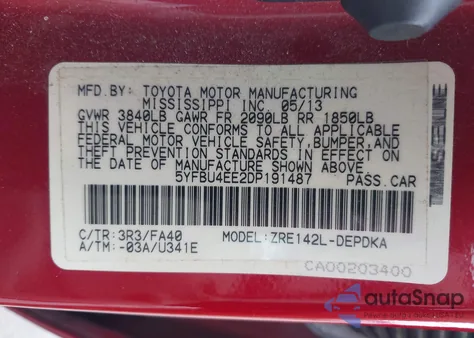 MFD.BY: TOYOTA MOTOR MANUFACTURING
MISSISSIPPI INC 05/13
GVWR 3840LB GAWR FR 2090LB RR 1850LB
THIS VEHICLE CONFORMS TO ALL APPLICABLE
FEDERAL MOTOR VEHICLE SAFETY, BUMPER, AND
THEFT PREVENTION STANDARDS IN EFFECT ON THE
DATE OF MANUFACTURE SHOWN ABOVE.
5YFBU4EE2DP191487 PASS.CAR
C/TR:3R3/FA40 MODEL:ZRE142L-DEPDKA
A/TM:-03A/U341E
CA00203400
autoSnap